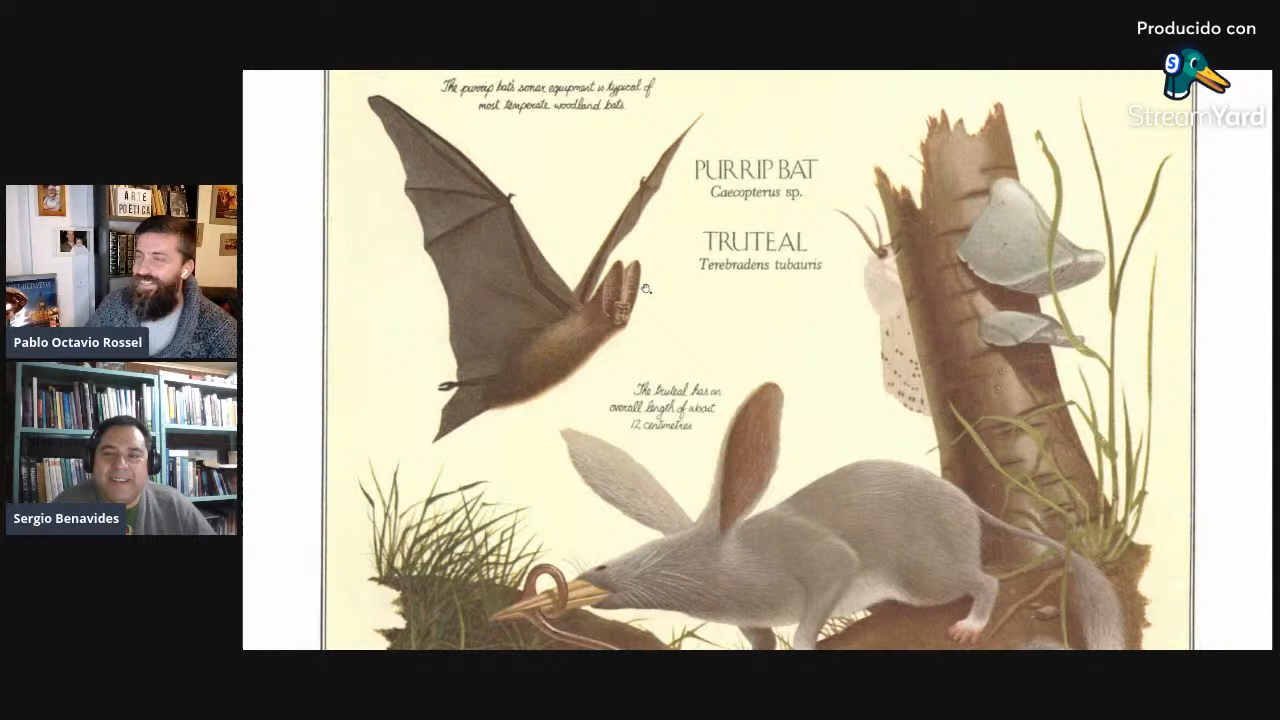 Producido con
S
StreamYard
The purrip bat's sonar equipment is typical of
most temperate woodland bats
PURRIP BAT
Caecopterus sp.
TRUTEAL
Terebradens tubauris
ARTE
POÉTICA
Pablo Octavio Rossel
The truteal has an
overall length of about
12 centimetres
Sergio Benavides